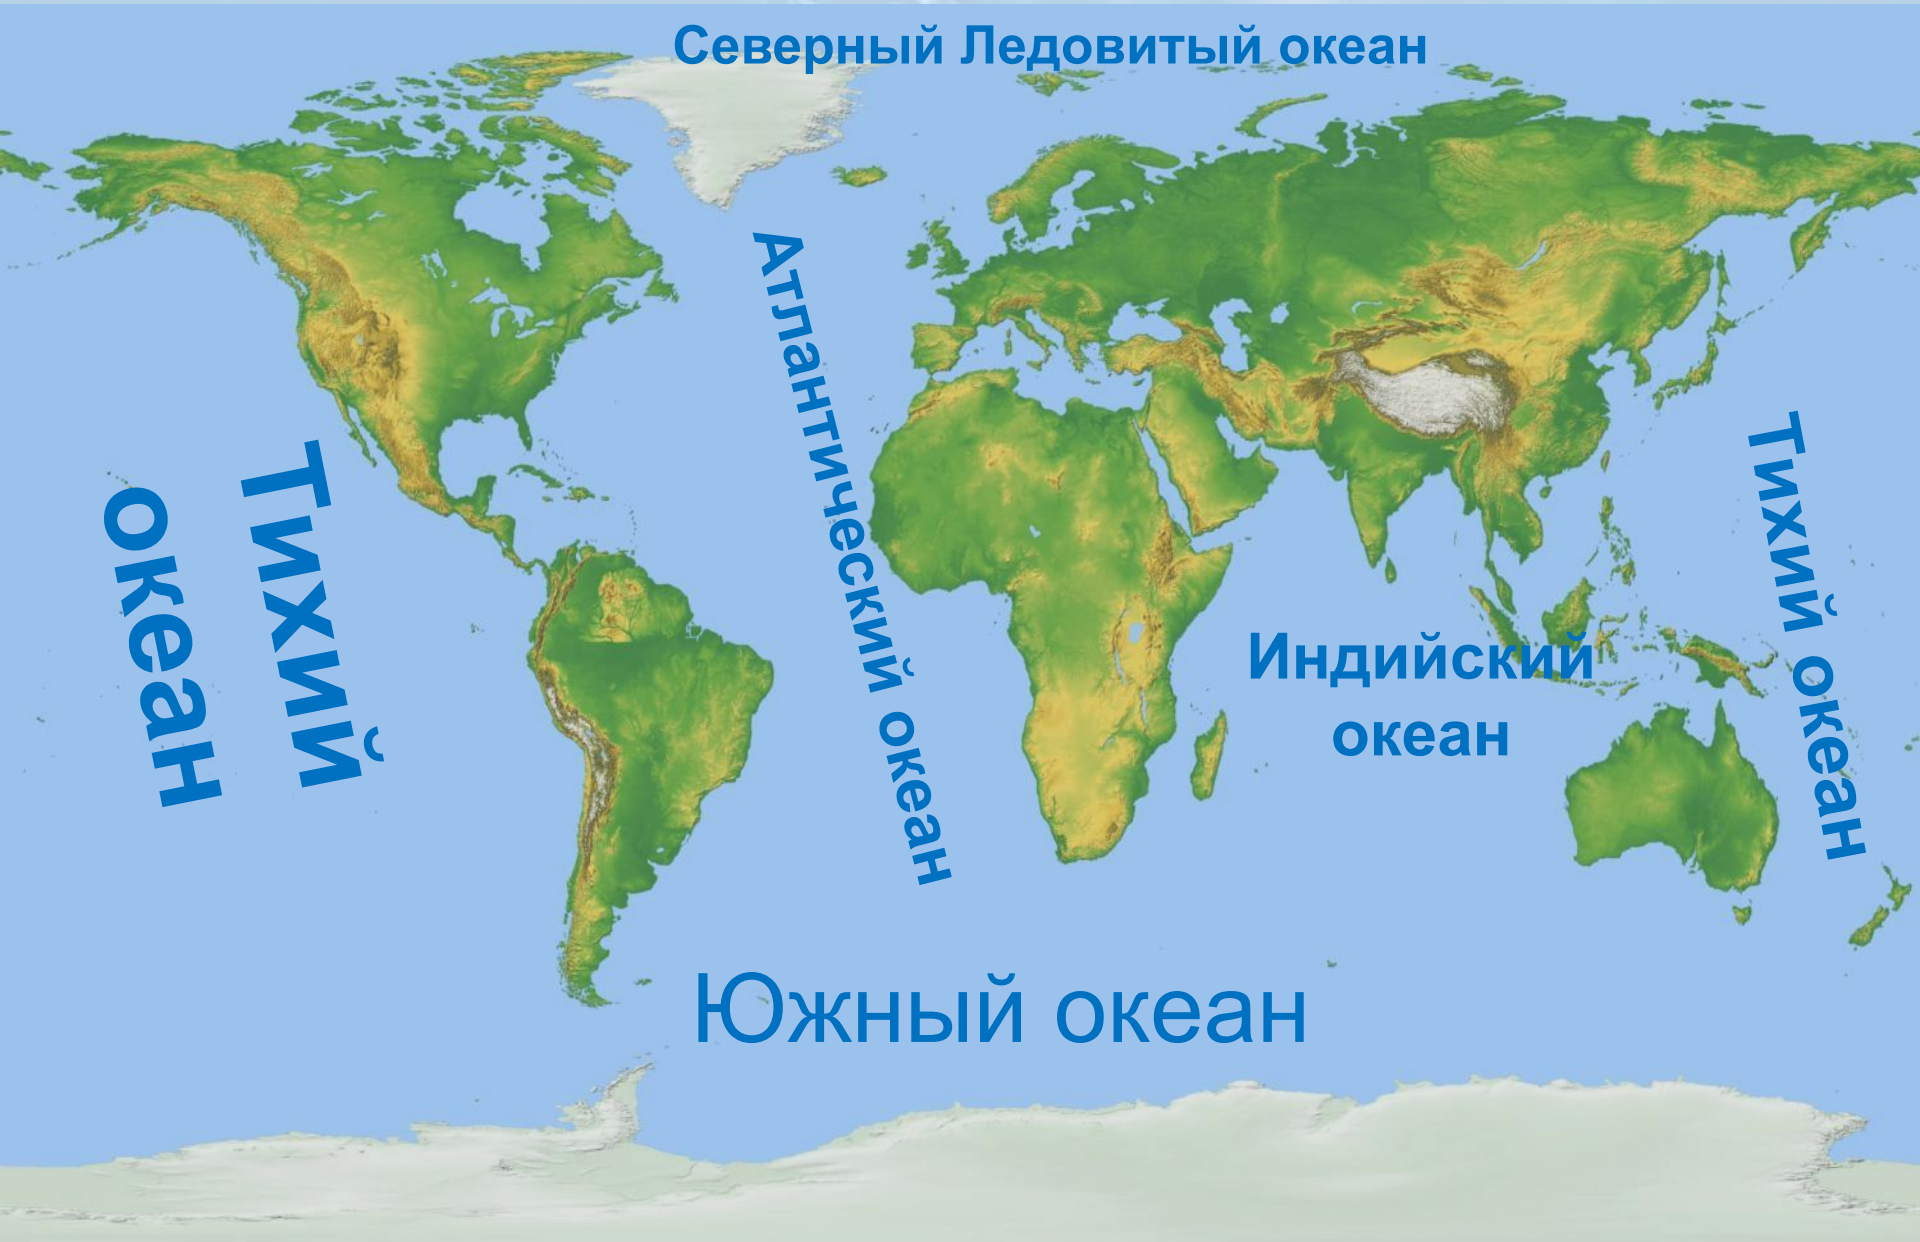 Северный Ледовитый океан
Тихий
океан
Атлантический океан
Индийский
океан
Тихий океан
Южный океан